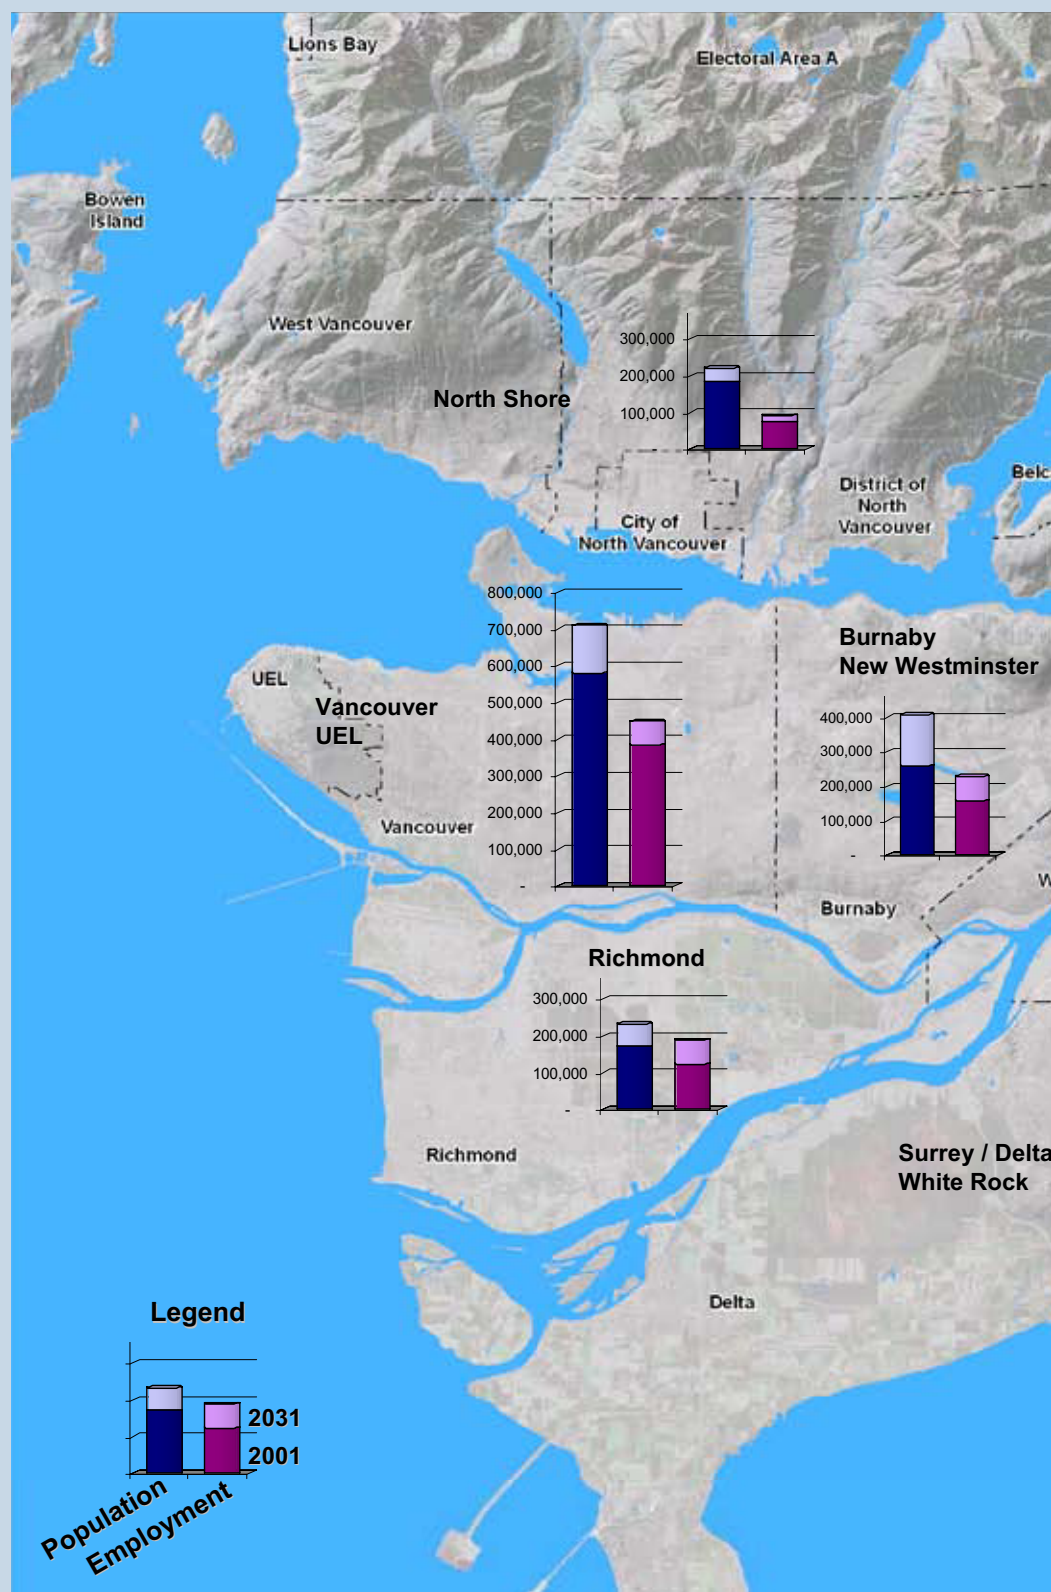 Lions Bay
Electoral Area A
Bowen
Island
West Vancouver
North Shore
300,000
200,000
100,000
-
District of
North
Vancouver
City of
North Vancouver
800,000
700,000
600,000
500,000
400,000
300,000
200,000
100,000
-
UEL
Vancouver
UEL
Vancouver
Burnaby
New Westminster
400,000
300,000
200,000
100,000
-
Burnaby
Richmond
300,000
200,000
100,000
-
Richmond
Surrey / Delta
White Rock
Delta
Legend
2031
2001
Population
Employment